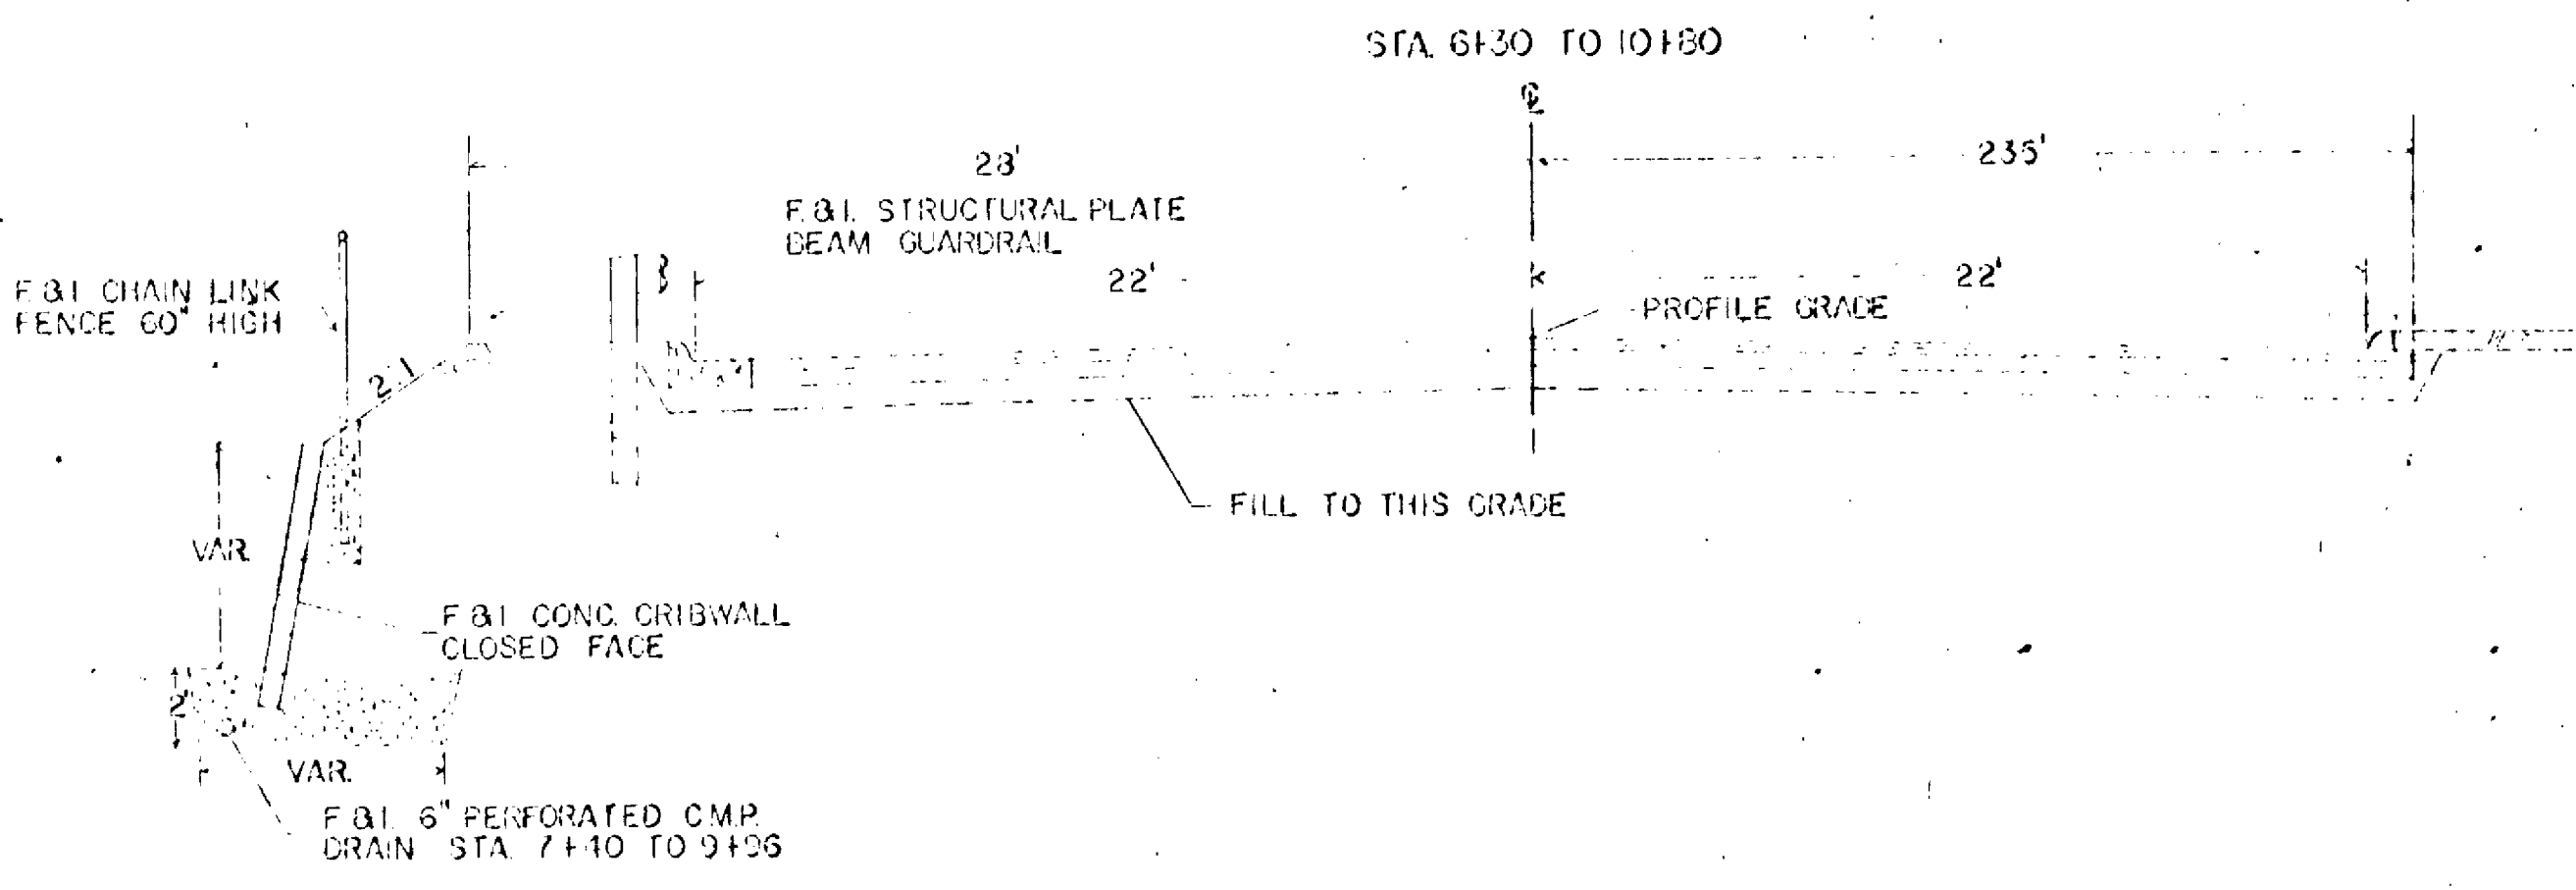 STA. 6+30 TO 10+80
℄
28'
235'
F. & I. STRUCTURAL PLATE
BEAM GUARDRAIL
22'
22'
F. & I. CHAIN LINK
FENCE 60" HIGH
PROFILE GRADE
2:1
FILL TO THIS GRADE
VAR.
F. & I. CONC. CRIBWALL
CLOSED FACE
2'
VAR.
F. & I. 6" PERFORATED C.M.P.
DRAIN STA. 7+40 TO 9+96